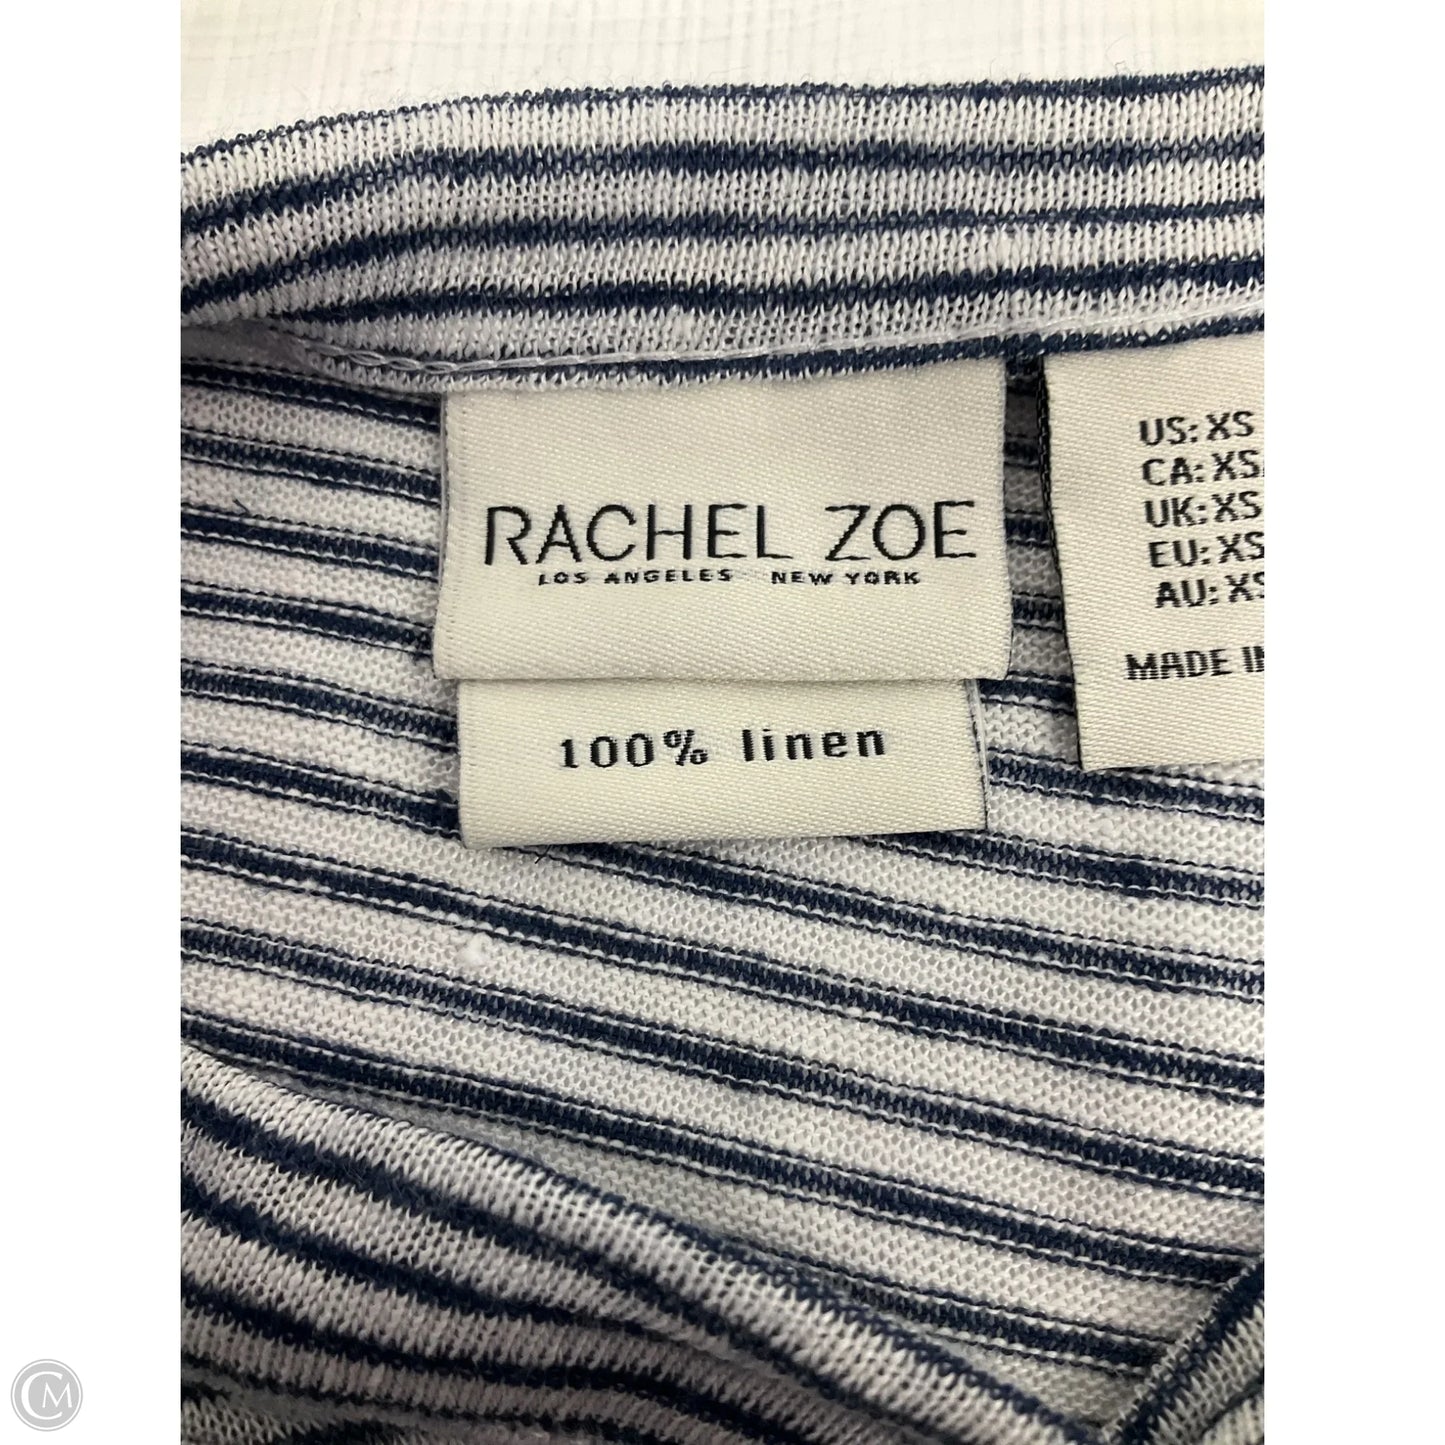 RACHEL ZOE
LOS ANGELES NEW YORK
100% linen
US: XS
CA: XS
UK: XS
EU: XS
AU: XS
MADE IN
CM